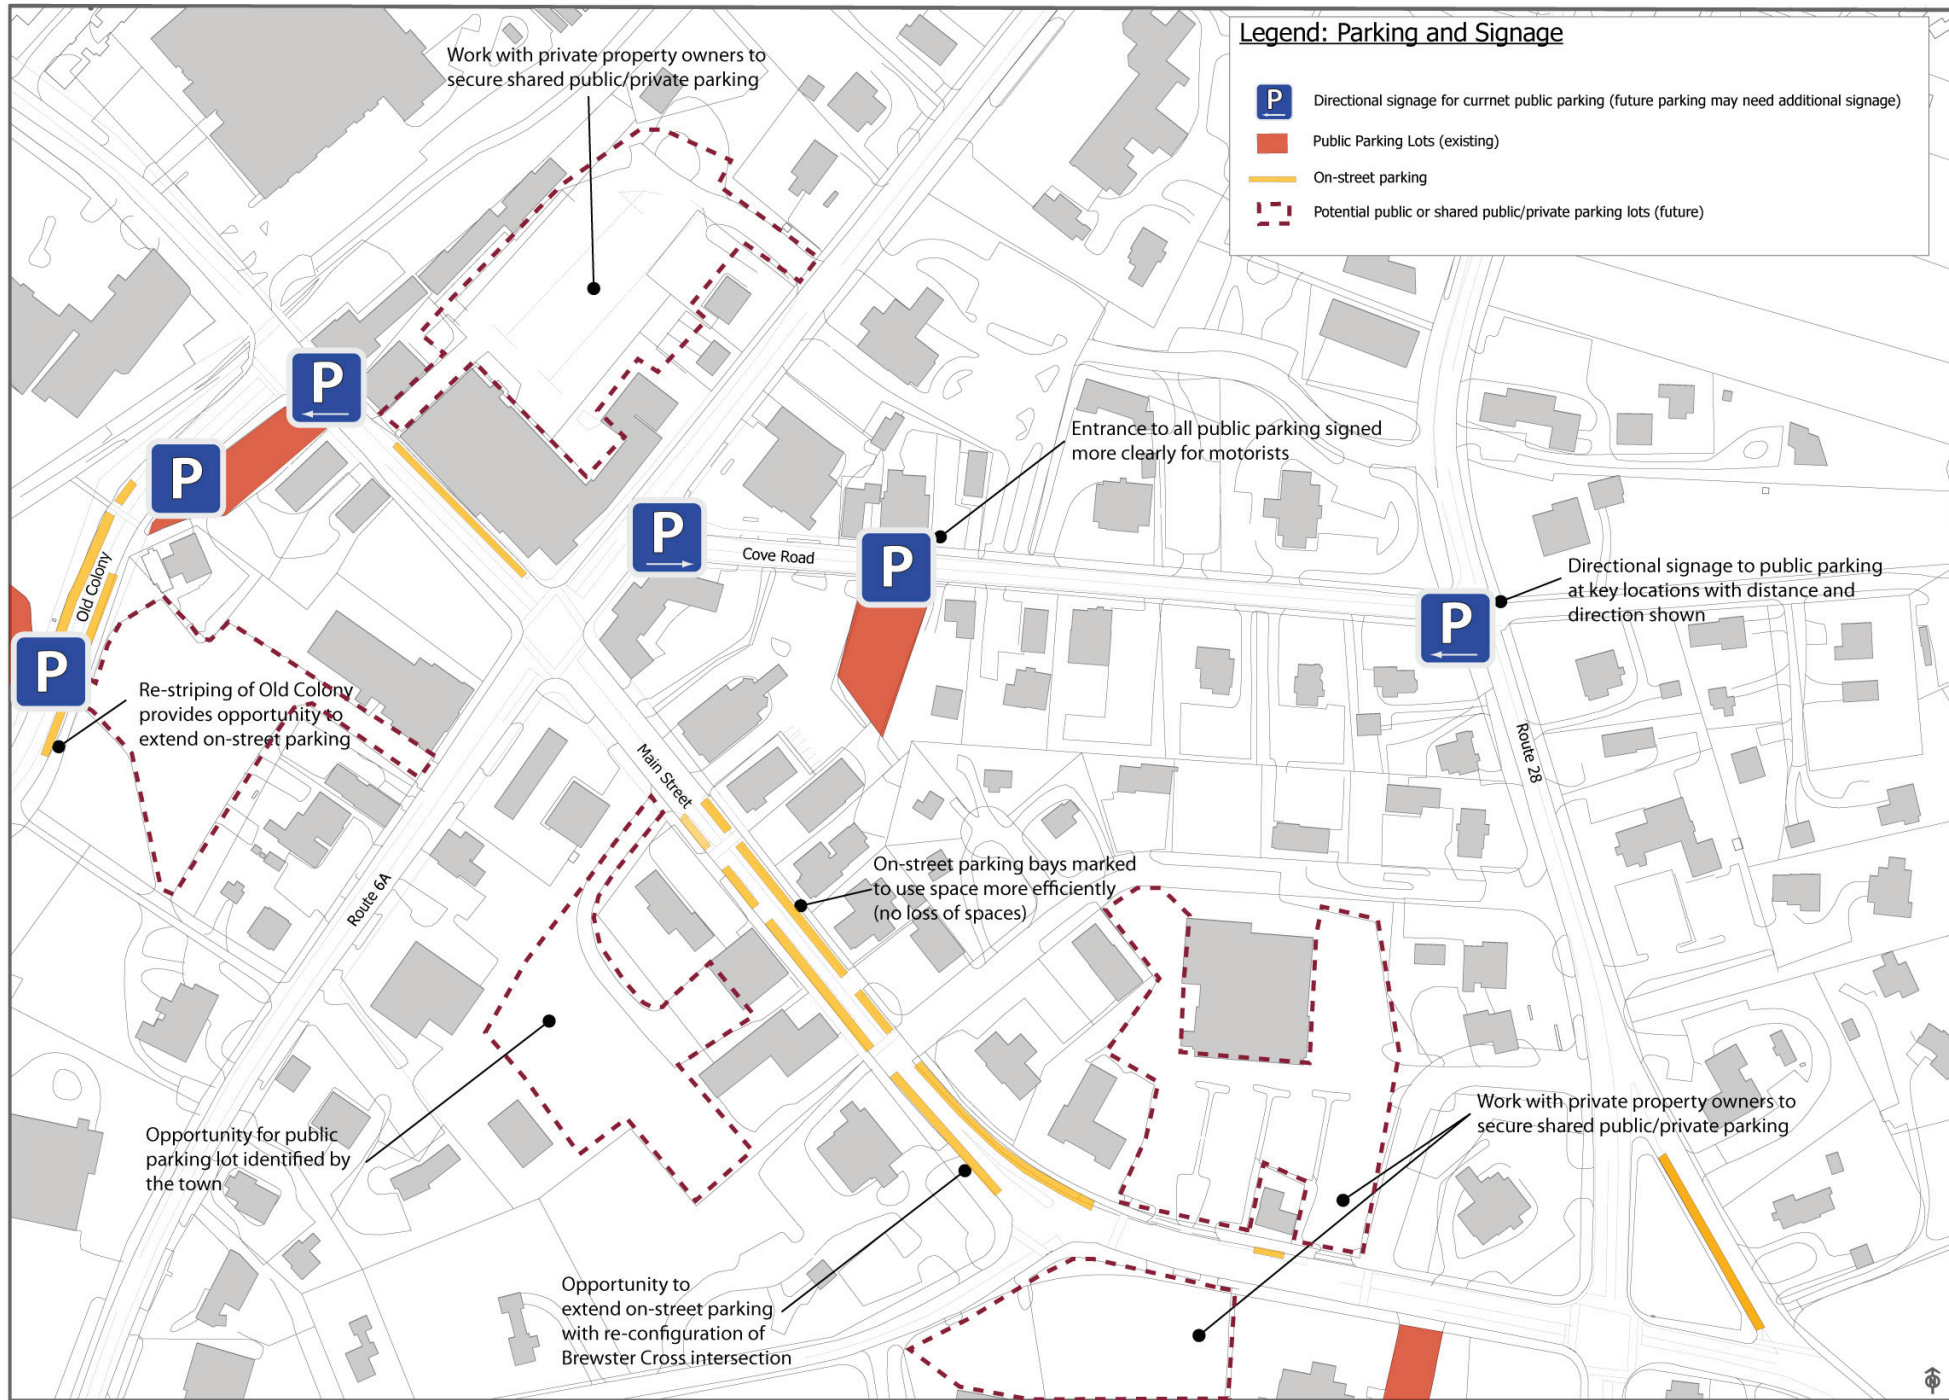 Legend: Parking and Signage
P
Directional signage for currnet public parking (future parking may need additional signage)
Public Parking Lots (existing)
On-street parking
Potential public or shared public/private parking lots (future)
Work with private property owners to
secure shared public/private parking
P
P
P
P
P
P
Cove Road
Entrance to all public parking signed
more clearly for motorists
Directional signage to public parking
at key locations with distance and
direction shown
Old Colony
Re-striping of Old Colony
provides opportunity to
extend on-street parking
Main Street
Route 28
Route 6A
On-street parking bays marked
to use space more efficiently
(no loss of spaces)
Opportunity for public
parking lot identified by
the town
Work with private property owners to
secure shared public/private parking
Opportunity to
extend on-street parking
with re-configuration of
Brewster Cross intersection